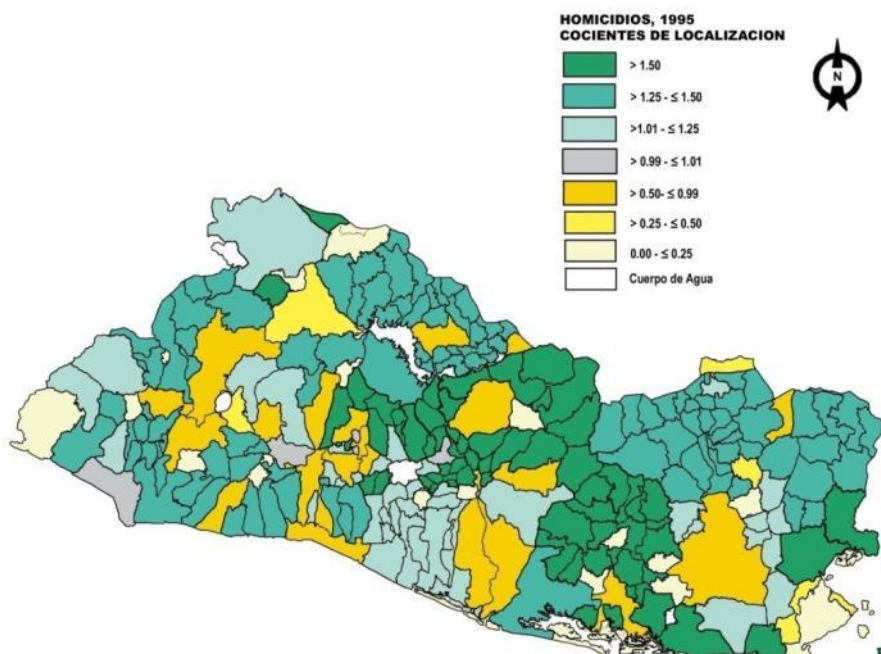 HOMICIDIOS, 1995
COCIENTES DE LOCALIZACION
> 1.50
> 1.25 - ≤ 1.50
>1.01 - ≤ 1.25
> 0.99 - ≤ 1.01
> 0.50- ≤ 0.99
> 0.25 - ≤ 0.50
0.00 - ≤ 0.25
Cuerpo de Agua
N